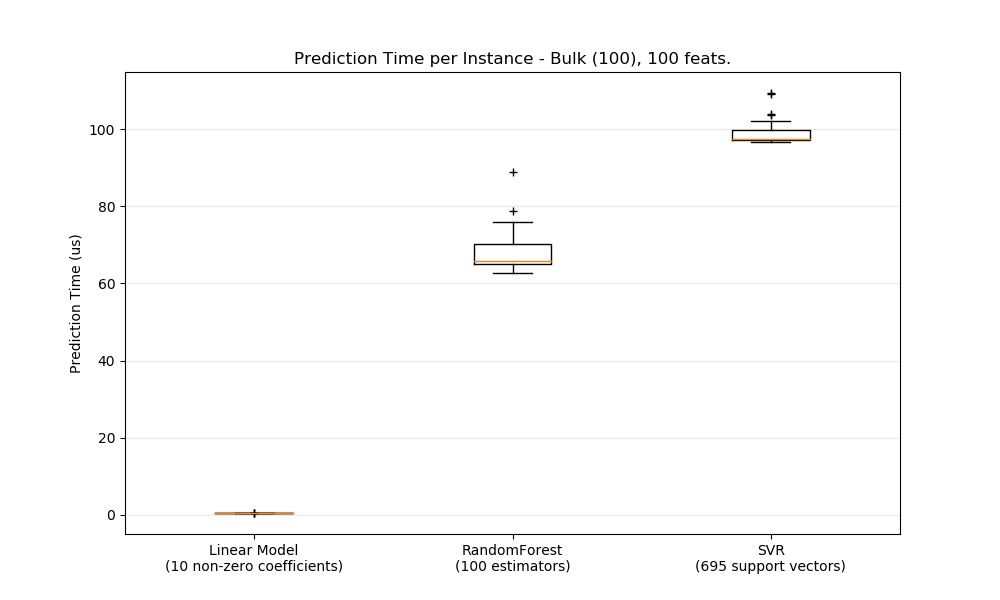 Prediction Time per Instance - Bulk (100), 100 feats.
Prediction Time (us)
100
80
60
40
20
0
Linear Model
(10 non-zero coefficients)
RandomForest
(100 estimators)
SVR
(695 support vectors)